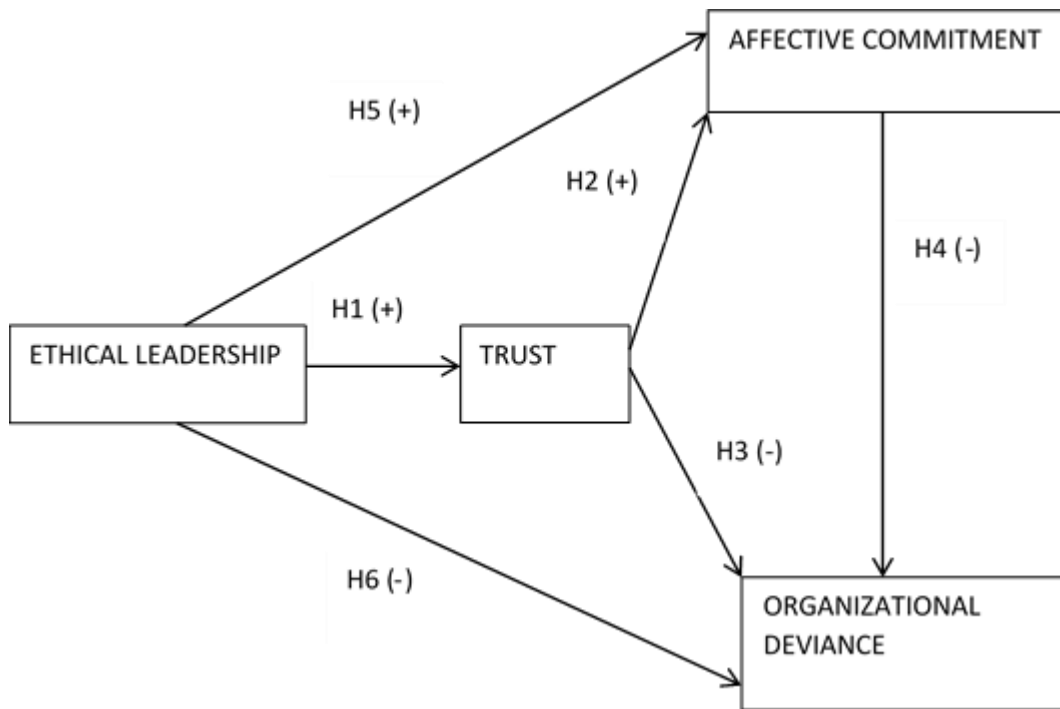 AFFECTIVE COMMITMENT
H5 (+)
H2 (+)
H4 (-)
H1 (+)
ETHICAL LEADERSHIP
TRUST
H3 (-)
H6 (-)
ORGANIZATIONAL
DEVIANCE